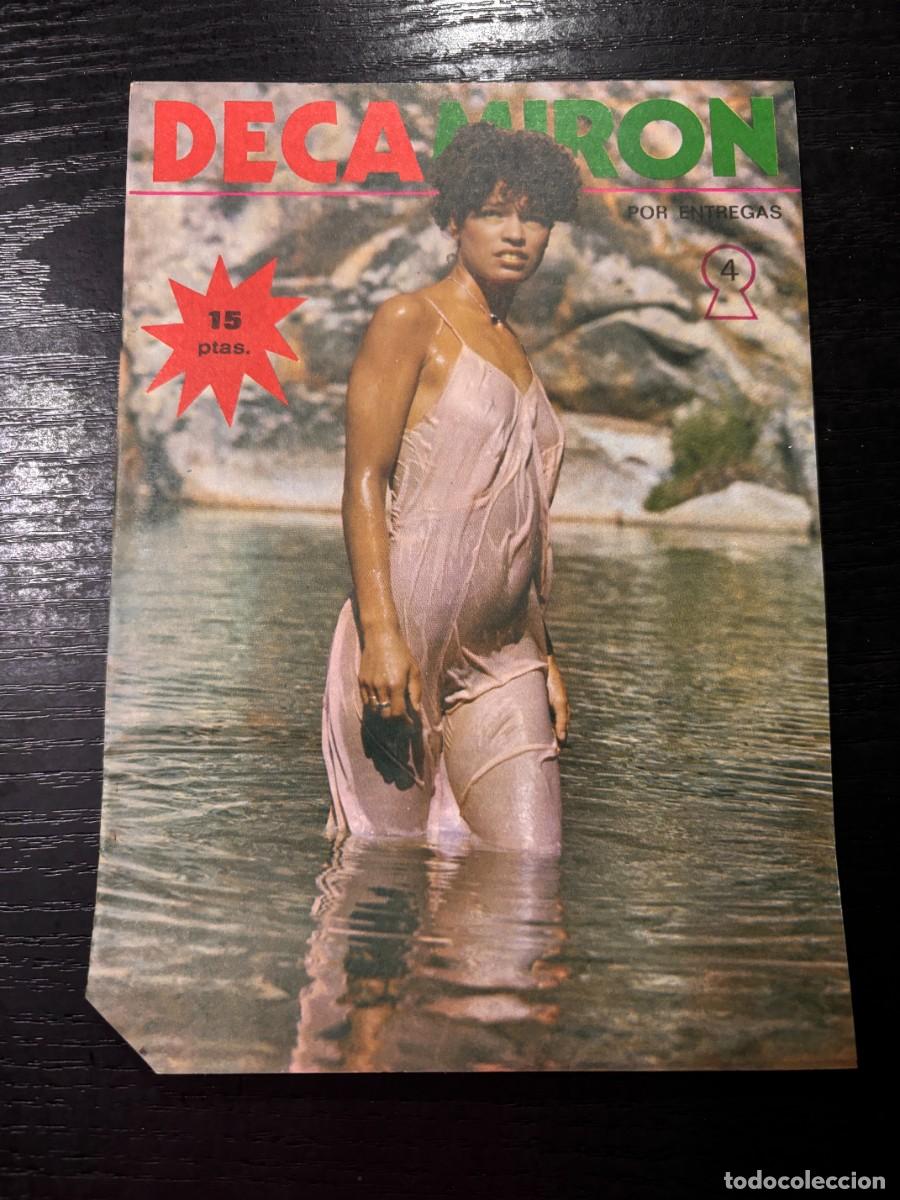 DECAMIRON
POR ENTREGAS
4
15
ptas.
todocoleccion